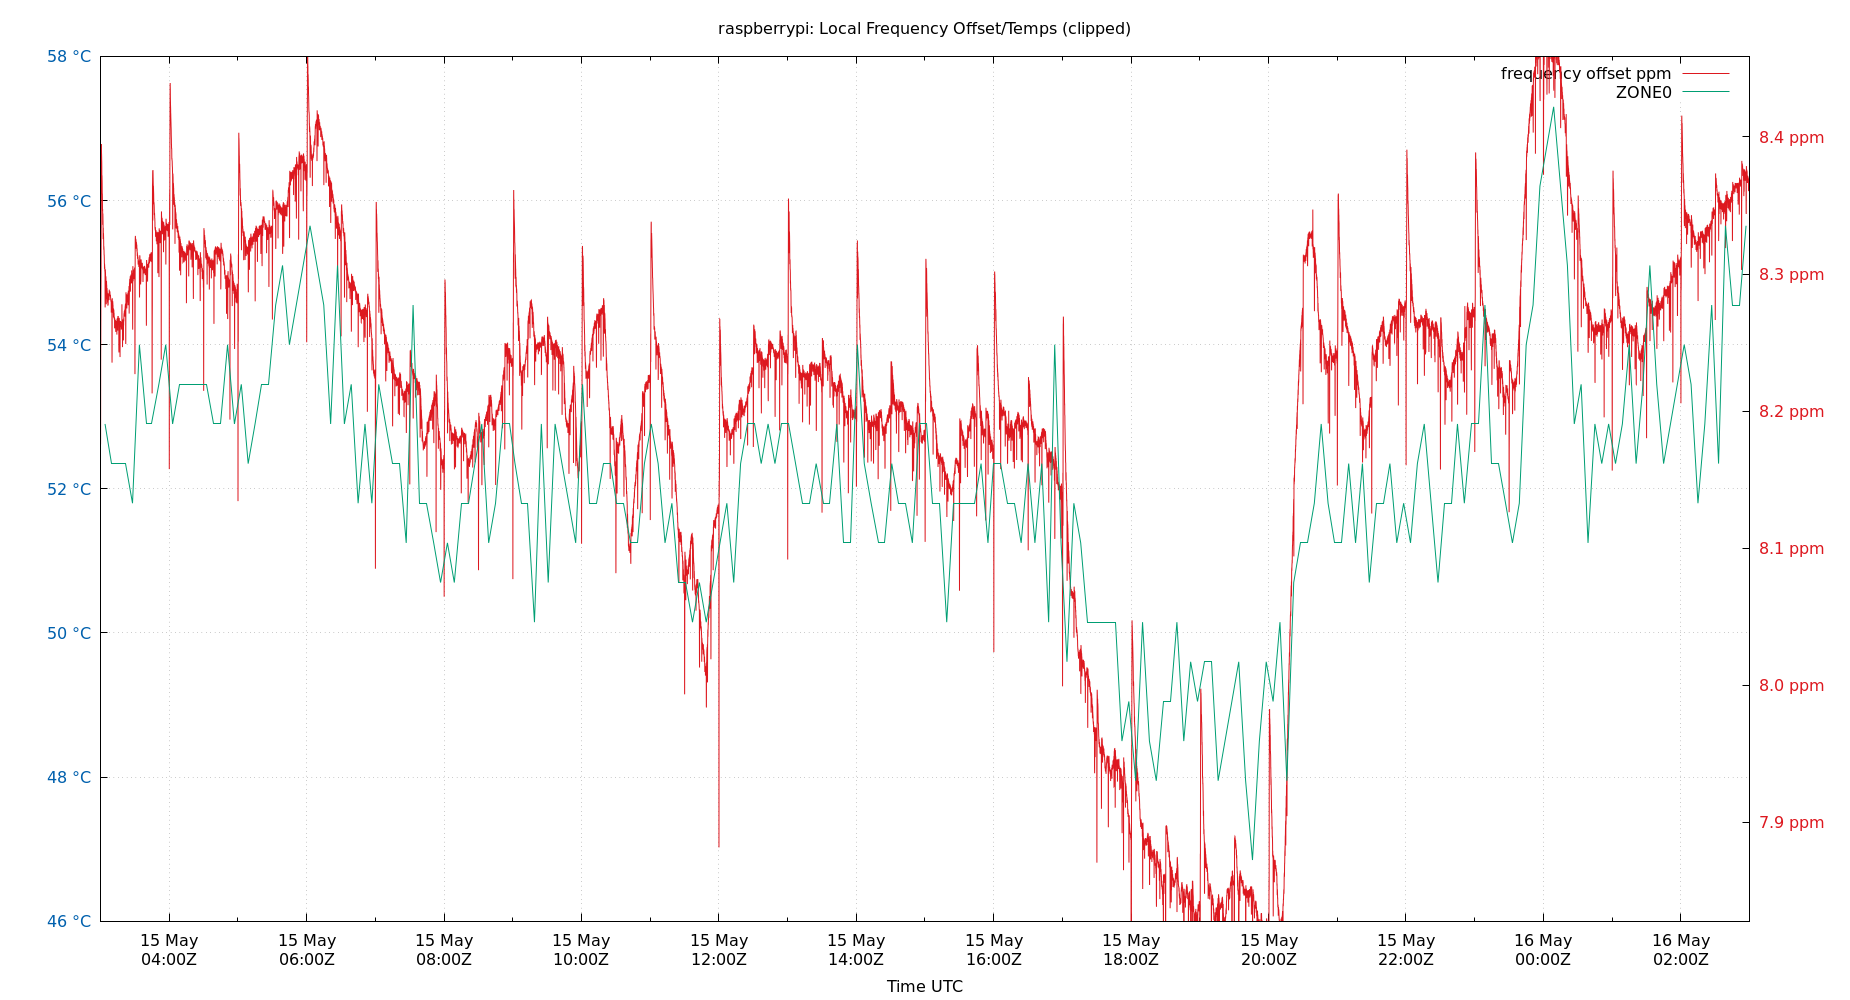 raspberrypi: Local Frequency Offset/Temps (clipped)
58 °C
56 °C
54 °C
52 °C
50 °C
48 °C
46 °C
frequency offset ppm
ZONE0
8.4 ppm
8.3 ppm
8.2 ppm
8.1 ppm
8.0 ppm
7.9 ppm
15 May
04:00Z
15 May
06:00Z
15 May
08:00Z
15 May
10:00Z
15 May
12:00Z
15 May
14:00Z
15 May
16:00Z
15 May
18:00Z
15 May
20:00Z
15 May
22:00Z
16 May
00:00Z
16 May
02:00Z
Time UTC